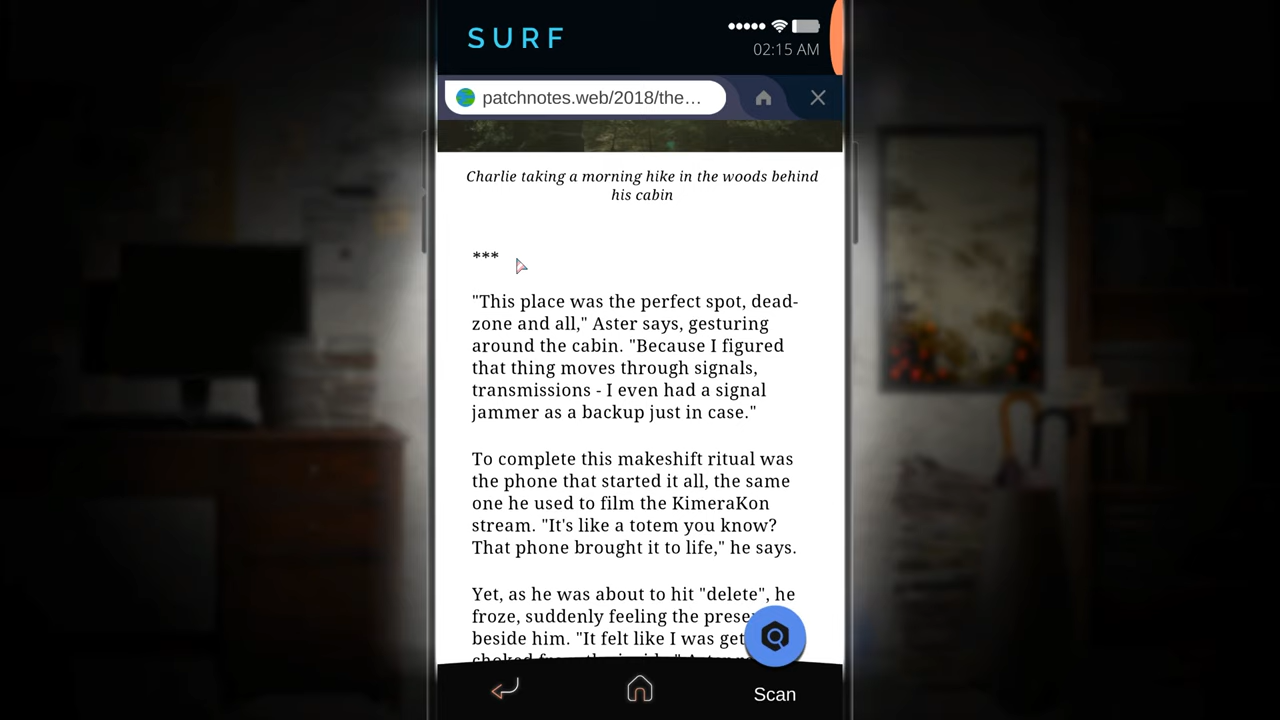 SURF
02:15 AM
patchnotes.web/2018/the...
Charlie taking a morning hike in the woods behind
his cabin
***
"This place was the perfect spot, dead-
zone and all," Aster says, gesturing
around the cabin. "Because I figured
that thing moves through signals,
transmissions - I even had a signal
jammer as a backup just in case."
To complete this makeshift ritual was
the phone that started it all, the same
one he used to film the KimeraKon
stream. "It's like a totem you know?
That phone brought it to life," he says.
Yet, as he was about to hit "delete", he
froze, suddenly feeling the
beside him. "It felt like I was
Scan